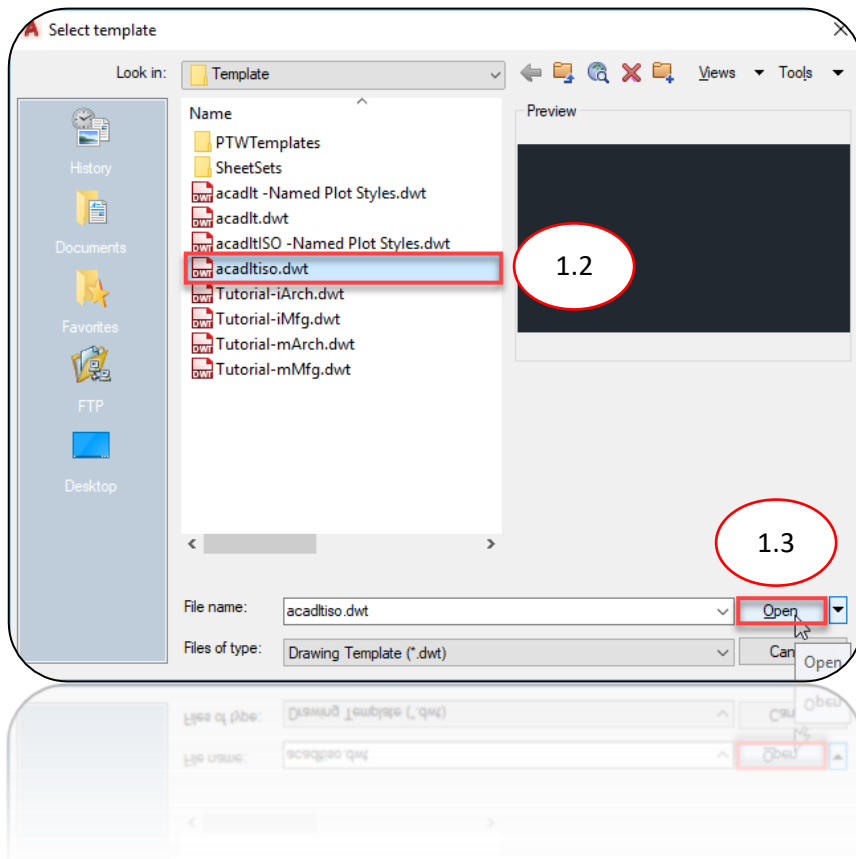 Select template
Look in:
Template
Views
Tools
History
Documents
Favorites
FTP
Desktop
Name
PTWTemplates
SheetSets
acadlt -Named Plot Styles.dwt
acadlt.dwt
acadltISO -Named Plot Styles.dwt
acadltiso.dwt
Tutorial-iArch.dwt
Tutorial-iMfg.dwt
Tutorial-mArch.dwt
Tutorial-mMfg.dwt
Preview
1.2
1.3
File name:
acadltiso.dwt
Open
Files of type:
Drawing Template (*.dwt)
Can
Open